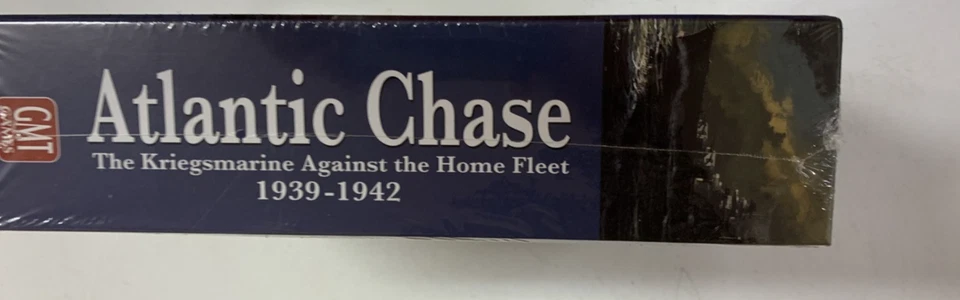 GMT
GAMES
Atlantic Chase
The Kriegsmarine Against the Home Fleet
1939-1942